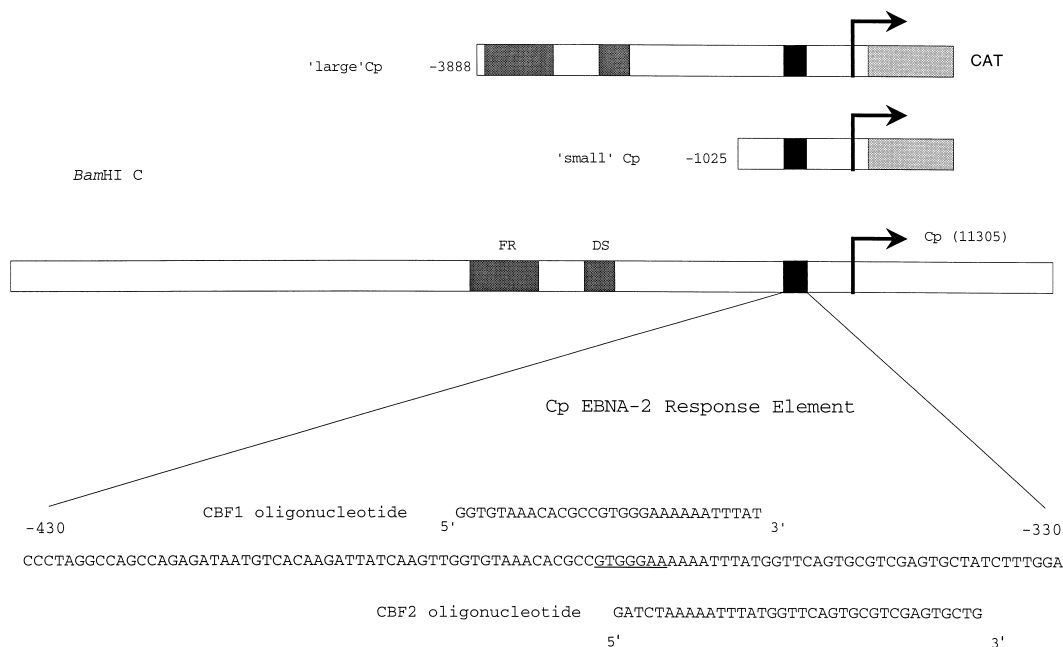 'large'Cp -3888 CAT
'small' Cp -1025
BamHI C
FR DS Cp (11305)
Cp EBNA-2 Response Element
CBF1 oligonucleotide 5' GGTGTAAACACGCCGTGGGAAAAAATTTAT 3'
-430 -330
CCCTAGGCCAGCCAGAGATAATGTCACAAGATTATCAAGTTGGTGTAAACACGCCGTGGGAAAAAATTTATGGTTCAGTGCGTCGAGTGCTATCTTTGGA
CBF2 oligonucleotide GATCTAAAAATTTATGGTTCAGTGCGTCGAGTGCTG
5' 3'